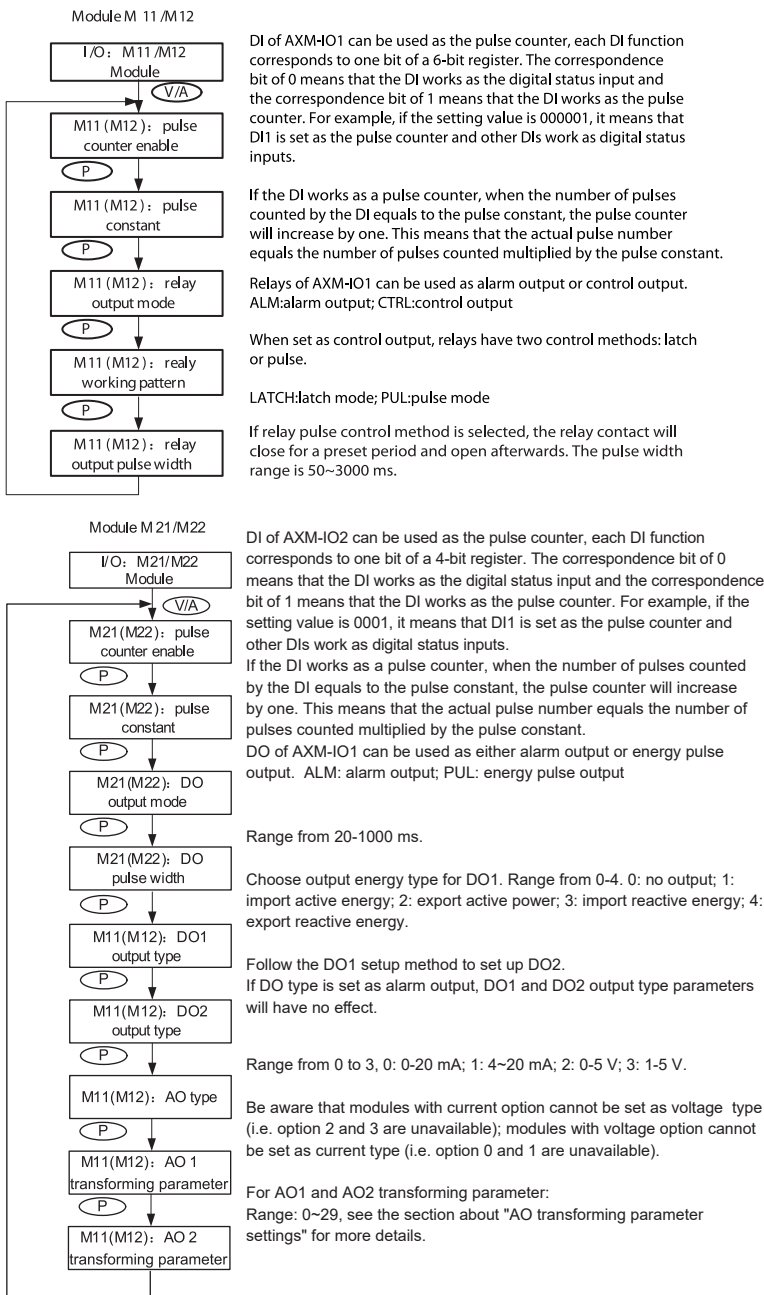 Module M 11 /M12
I/O: M11 /M12
Module
V/A
M11 (M12): pulse
counter enable
P
M11 (M12): pulse
constant
P
M11 (M12): relay
output mode
P
M11 (M12): realy
working pattern
P
M11 (M12): relay
output pulse width
DI of AXM-IO1 can be used as the pulse counter, each DI function
corresponds to one bit of a 6-bit register. The correspondence
bit of 0 means that the DI works as the digital status input and
the correspondence bit of 1 means that the DI works as the pulse
counter. For example, if the setting value is 000001, it means that
DI1 is set as the pulse counter and other DIs work as digital status
inputs.
If the DI works as a pulse counter, when the number of pulses
counted by the DI equals to the pulse constant, the pulse counter
will increase by one. This means that the actual pulse number
equals the number of pulses counted multiplied by the pulse constant.
Relays of AXM-IO1 can be used as alarm output or control output.
ALM:alarm output; CTRL:control output
When set as control output, relays have two control methods: latch
or pulse.
LATCH:latch mode; PUL:pulse mode
If relay pulse control method is selected, the relay contact will
close for a preset period and open afterwards. The pulse width
range is 50~3000 ms.
Module M21/M22
I/O: M21/M22
Module
V/A
M21(M22): pulse
counter enable
P
M21(M22): pulse
constant
P
M21(M22): DO
output mode
P
M21(M22): DO
pulse width
P
M11(M12): DO1
output type
P
M11(M12): DO2
output type
P
M11(M12): AO type
P
M11(M12): AO 1
transforming parameter
P
M11(M12): AO 2
transforming parameter
DI of AXM-IO2 can be used as the pulse counter, each DI function
corresponds to one bit of a 4-bit register. The correspondence bit of 0
means that the DI works as the digital status input and the correspondence
bit of 1 means that the DI works as the pulse counter. For example, if the
setting value is 0001, it means that DI1 is set as the pulse counter and
other DIs work as digital status inputs.
If the DI works as a pulse counter, when the number of pulses counted
by the DI equals to the pulse constant, the pulse counter will increase
by one. This means that the actual pulse number equals the number of
pulses counted multiplied by the pulse constant.
DO of AXM-IO1 can be used as either alarm output or energy pulse
output. ALM: alarm output; PUL: energy pulse output
Range from 20-1000 ms.
Choose output energy type for DO1. Range from 0-4. 0: no output; 1:
import active energy; 2: export active power; 3: import reactive energy; 4:
export reactive energy.
Follow the DO1 setup method to set up DO2.
If DO type is set as alarm output, DO1 and DO2 output type parameters
will have no effect.
Range from 0 to 3, 0: 0-20 mA; 1: 4~20 mA; 2: 0-5 V; 3: 1-5 V.
Be aware that modules with current option cannot be set as voltage type
(i.e. option 2 and 3 are unavailable); modules with voltage option cannot
be set as current type (i.e. option 0 and 1 are unavailable).
For AO1 and AO2 transforming parameter:
Range: 0~29, see the section about "AO transforming parameter
settings" for more details.